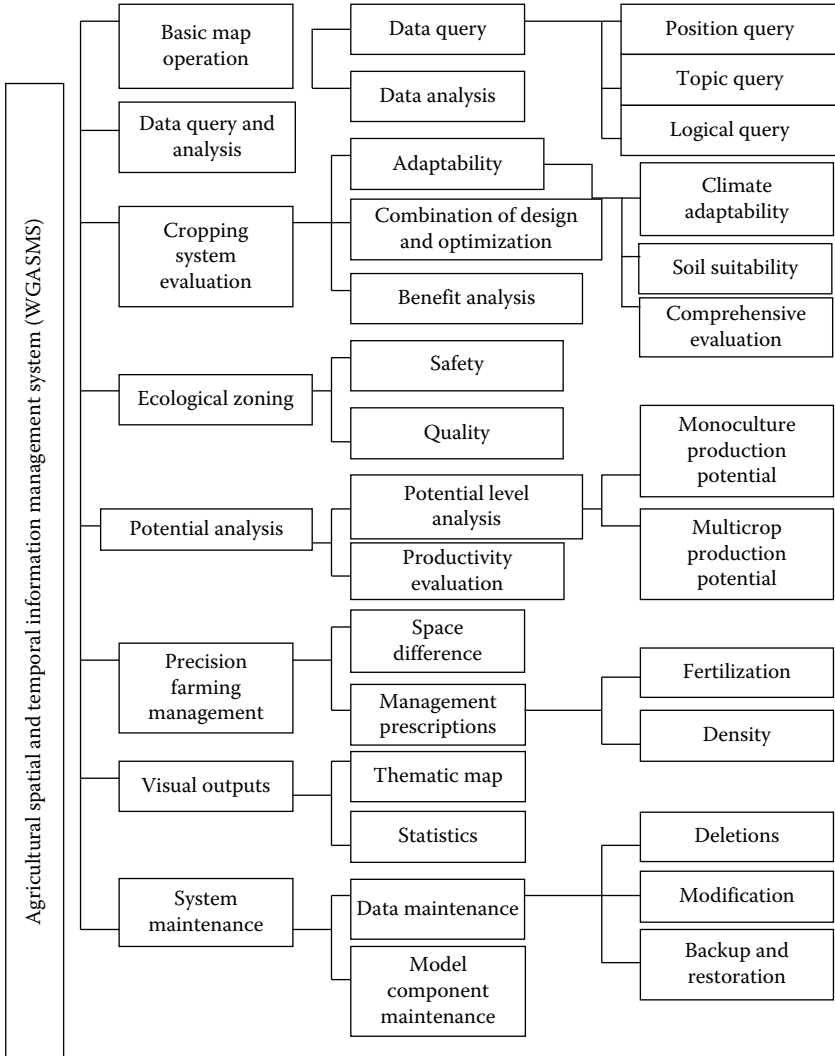 Agricultural spatial and temporal information management system (WGASMS)
Basic map
operation
Data query and
analysis
Data query
Data analysis
Position query
Topic query
Logical query
Cropping
system
evaluation
Adaptability
Combination of design
and optimization
Benefit analysis
Climate
adaptability
Soil suitability
Comprehensive
evaluation
Ecological zoning
Safety
Quality
Potential analysis
Potential level
analysis
Productivity
evaluation
Monoculture
production
potential
Multicrop
production
potential
Precision
farming
management
Space
difference
Management
prescriptions
Fertilization
Density
Visual outputs
Thematic map
Statistics
System
maintenance
Data maintenance
Model
component
maintenance
Deletions
Modification
Backup and
restoration